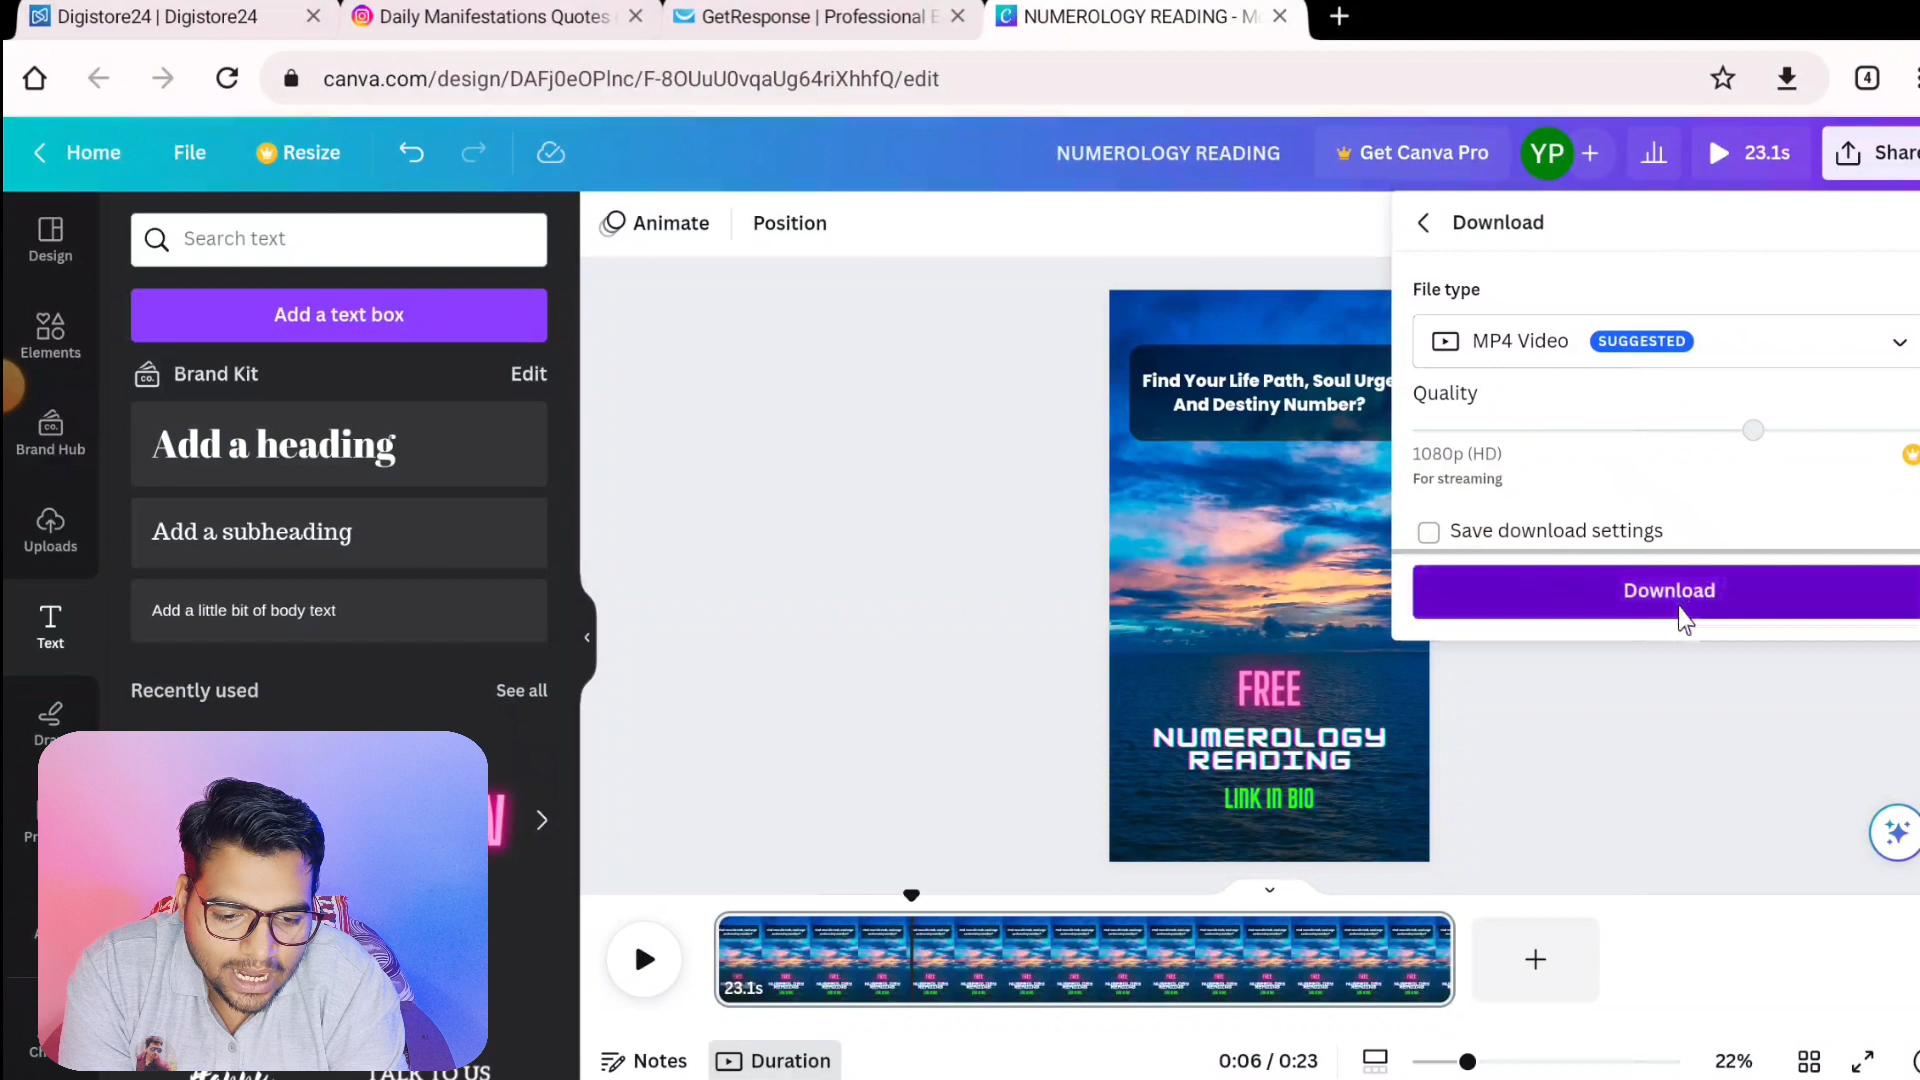 Digistore24 | Digistore24
Daily Manifestations Quotes
GetResponse | Professional E
NUMEROLOGY READING - Mo
canva.com/design/DAFj0eOPlnc/F-8OUuU0vqaUg64riXhhfQ/edit
4
Home
File
Resize
NUMEROLOGY READING
Get Canva Pro
YP
23.1s
Share
Design
Elements
Brand Hub
Uploads
Text
Search text
Add a text box
Brand Kit
Edit
Add a heading
Add a subheading
Add a little bit of body text
Recently used
See all
Animate
Position
Find Your Life Path, Soul Urge
And Destiny Number?
FREE
NUMEROLOGY
READING
LINK IN BIO
Download
File type
MP4 Video
SUGGESTED
Quality
1080p (HD)
For streaming
Save download settings
Download
23.1s
Notes
Duration
0:06 / 0:23
22%
TALK TO US